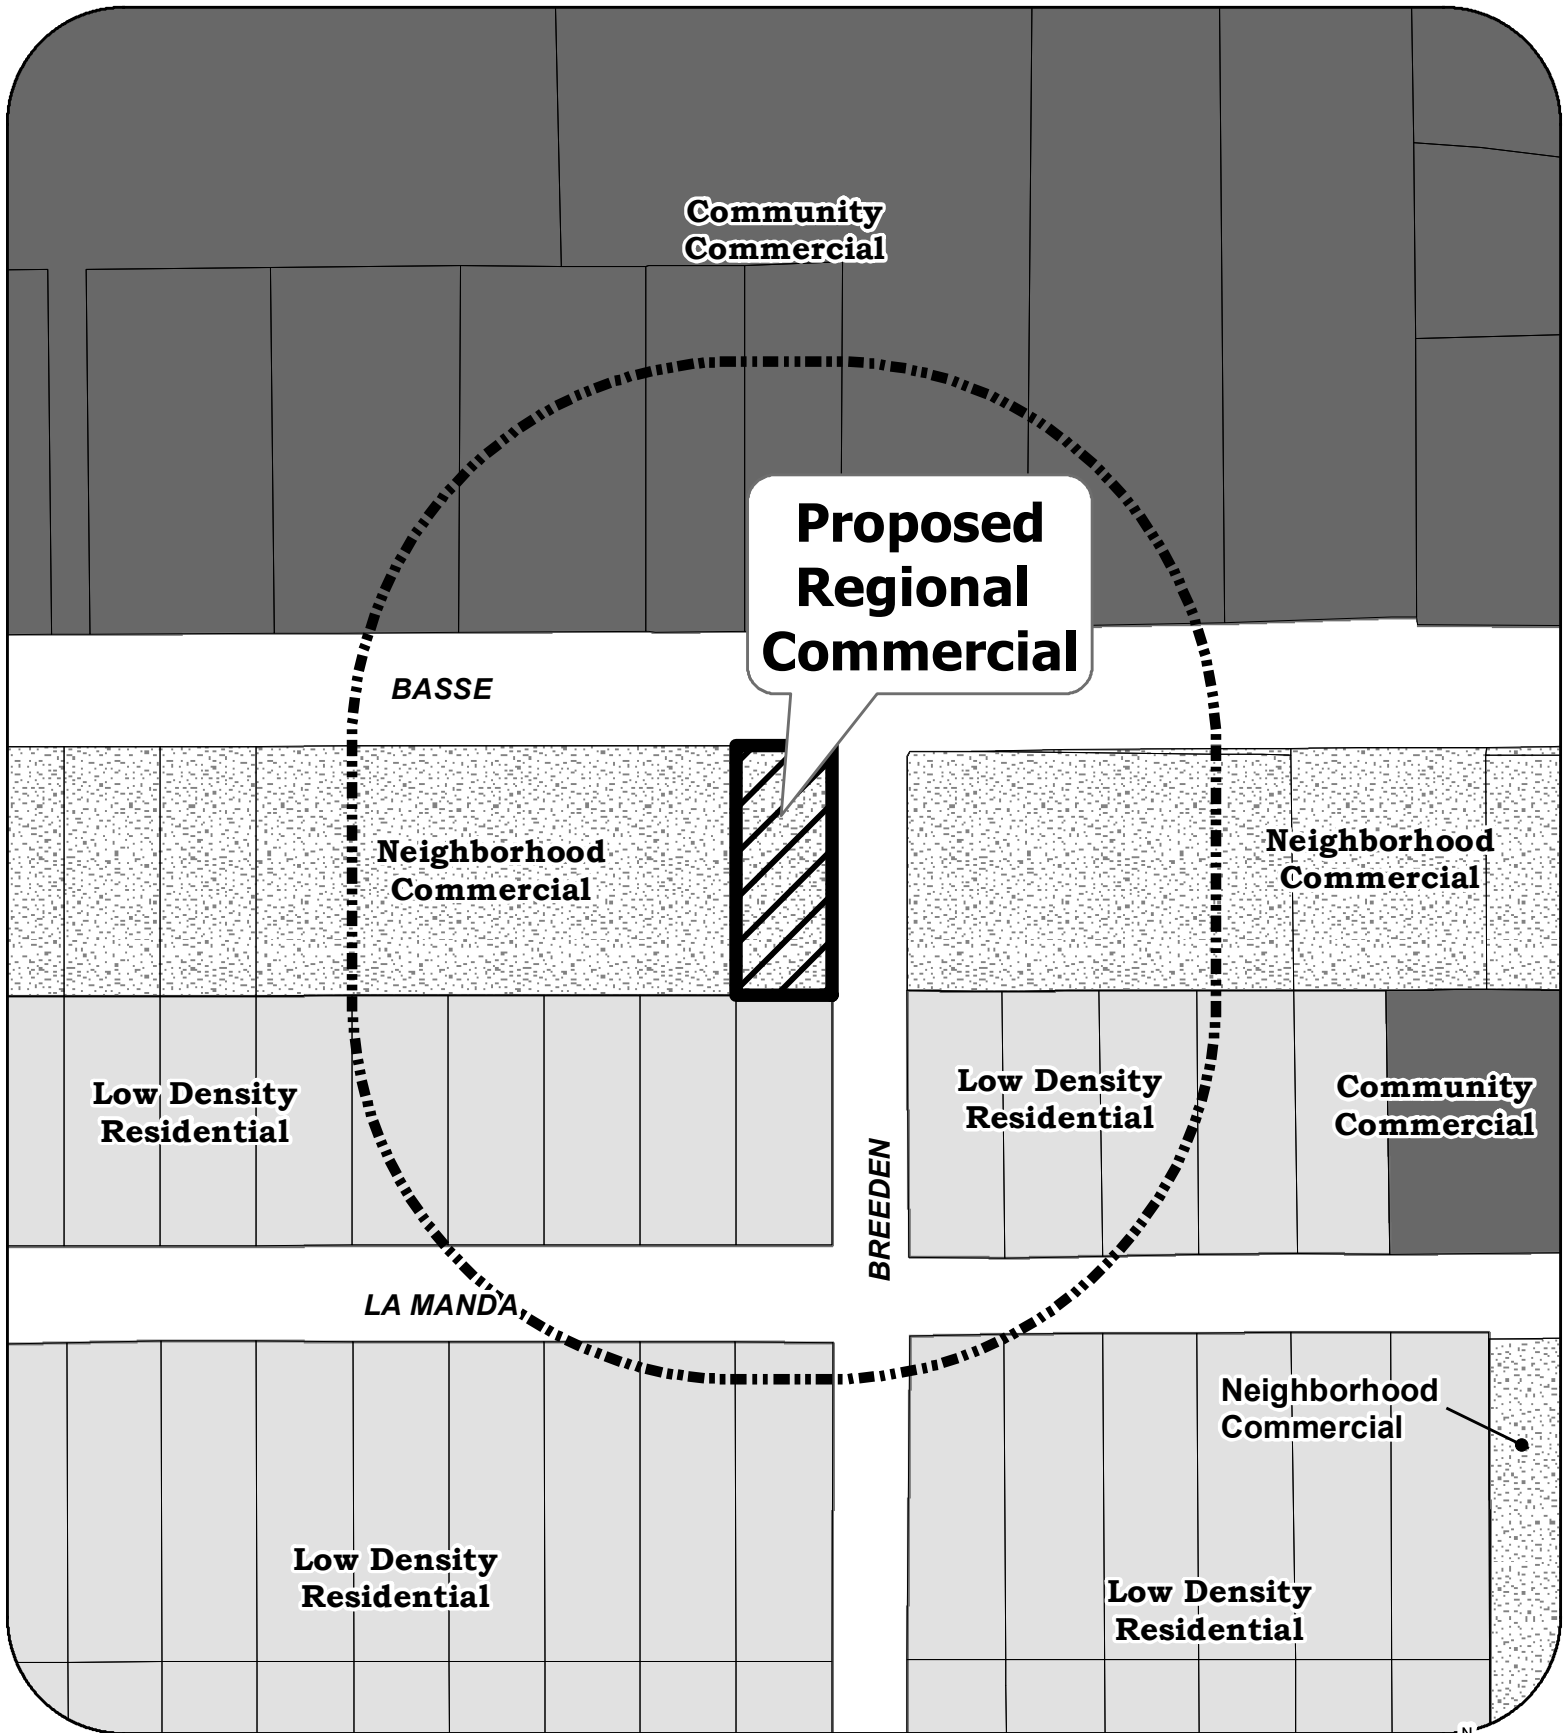 Community
Commercial
Proposed
Regional
Commercial
BASSE
Neighborhood
Commercial
Neighborhood
Commercial
Low Density
Residential
Low Density
Residential
Community
Commercial
BREEDEN
LA MANDA
Neighborhood
Commercial
Low Density
Residential
Low Density
Residential
N